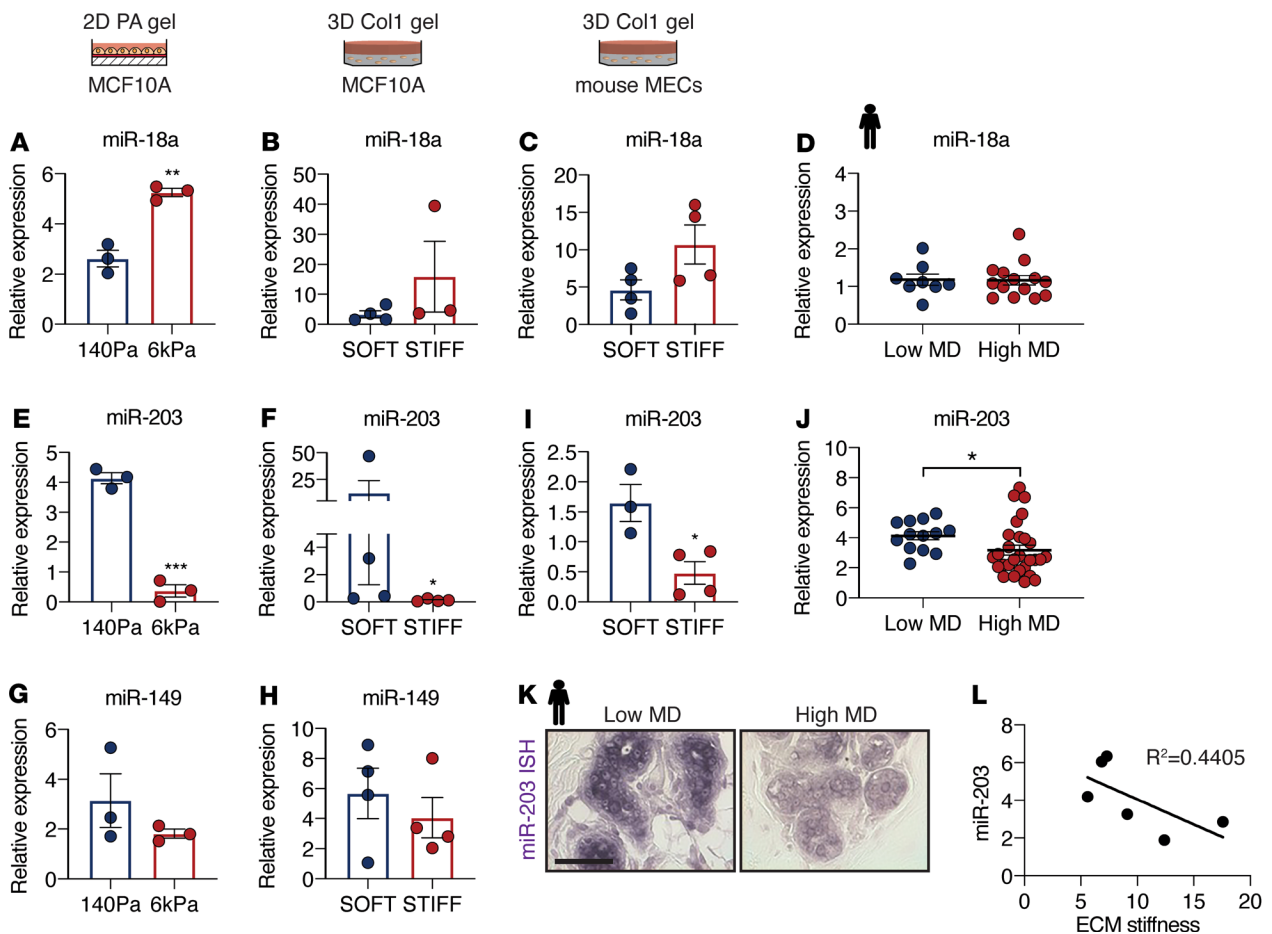 2D PA gel
3D Col1 gel
3D Col1 gel
MCF10A
MCF10A
mouse MECs
A
miR-18a
Relative expression
6
4
2
0
**
140Pa 6kPa
B
miR-18a
Relative expression
50
40
30
20
10
0
SOFT STIFF
C
miR-18a
Relative expression
20
15
10
5
0
SOFT STIFF
D
miR-18a
Relative expression
4
3
2
1
0
Low MD High MD
E
miR-203
Relative expression
5
4
3
2
1
0
***
140Pa 6kPa
F
miR-203
Relative expression
50
25
4
2
0
*
SOFT STIFF
I
miR-203
Relative expression
2.5
2.0
1.5
1.0
0.5
0.0
*
SOFT STIFF
J
miR-203
Relative expression
10
8
6
4
2
0
*
Low MD High MD
G
miR-149
Relative expression
6
4
2
0
140Pa 6kPa
H
miR-149
Relative expression
10
8
6
4
2
0
SOFT STIFF
K
Low MD
High MD
miR-203 ISH
L
miR-203
8
6
4
2
0
R²=0.4405
0 5 10 15 20
ECM stiffness